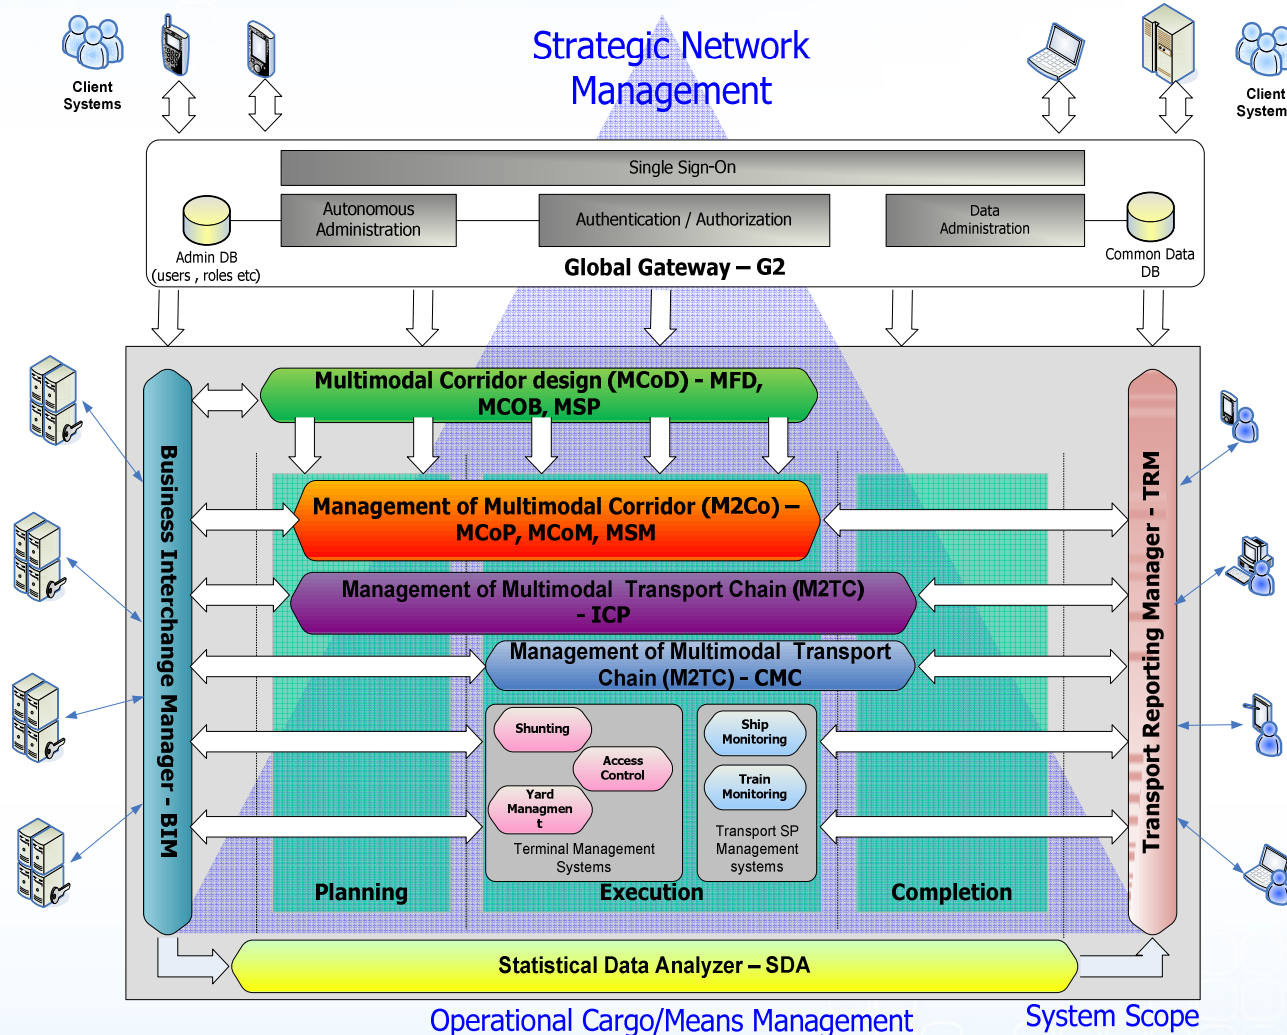 Strategic Network
Management
Client
Systems
Client
System
Single Sign-On
Autonomous
Administration
Authentication / Authorization
Data
Administration
Admin DB
(users , roles etc)
Global Gateway – G2
Common Data
DB
Multimodal Corridor design (MCoD) - MFD,
MCOB, MSP
Business Interchange Manager - BIM
Management of Multimodal Corridor (M2Co) –
MCoP, MCoM, MSM
Management of Multimodal Transport Chain (M2TC)
- ICP
Management of Multimodal Transport
Chain (M2TC) - CMC
Transport Reporting Manager - TRM
Shunting
Access
Control
Yard
Managmen
t
Terminal Management
Systems
Ship
Monitoring
Train
Monitoring
Transport SP
Management
systems
Planning
Execution
Completion
Statistical Data Analyzer – SDA
Operational Cargo/Means Management
System Scope